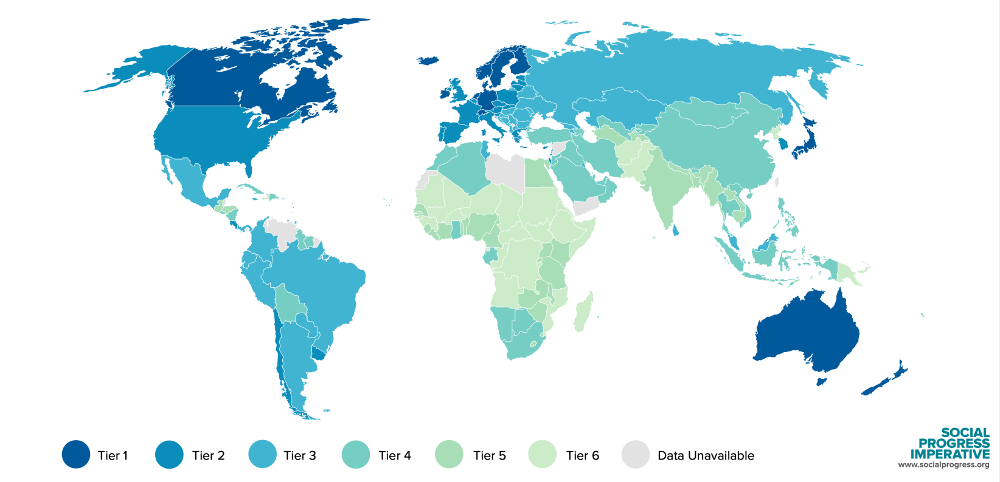 Tier 1
Tier 2
Tier 3
Tier 4
Tier 5
Tier 6
Data Unavailable
SOCIAL
PROGRESS
IMPERATIVE
www.socialprogress.org